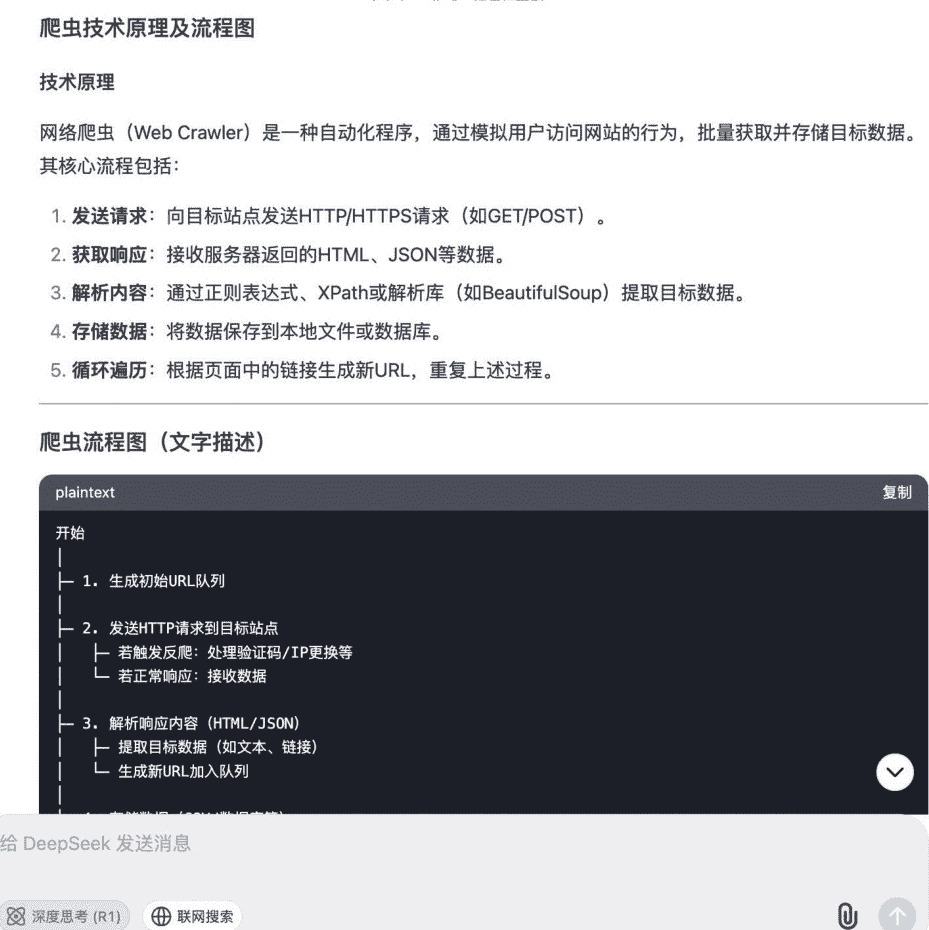 爬虫技术原理及流程图
技术原理
网络爬虫（Web Crawler）是一种自动化程序，通过模拟用户访问网站的行为，批量获取并存储目标数据。
其核心流程包括：
1. 发送请求：向目标站点发送HTTP/HTTPS请求（如GET/POST）。
2. 获取响应：接收服务器返回的HTML、JSON等数据。
3. 解析内容：通过正则表达式、XPath或解析库（如BeautifulSoup）提取目标数据。
4. 存储数据：将数据保存到本地文件或数据库。
5. 循环遍历：根据页面中的链接生成新URL，重复上述过程。
爬虫流程图（文字描述）
plaintext 复制
开始
│
├─ 1. 生成初始URL队列
│
├─ 2. 发送HTTP请求到目标站点
│   ├─ 若触发反爬：处理验证码/IP更换等
│   └─ 若正常响应：接收数据
│
├─ 3. 解析响应内容（HTML/JSON）
│   ├─ 提取目标数据（如文本、链接）
│   └─ 生成新URL加入队列
│
给 DeepSeek 发送消息
深度思考 (R1) 联网搜索